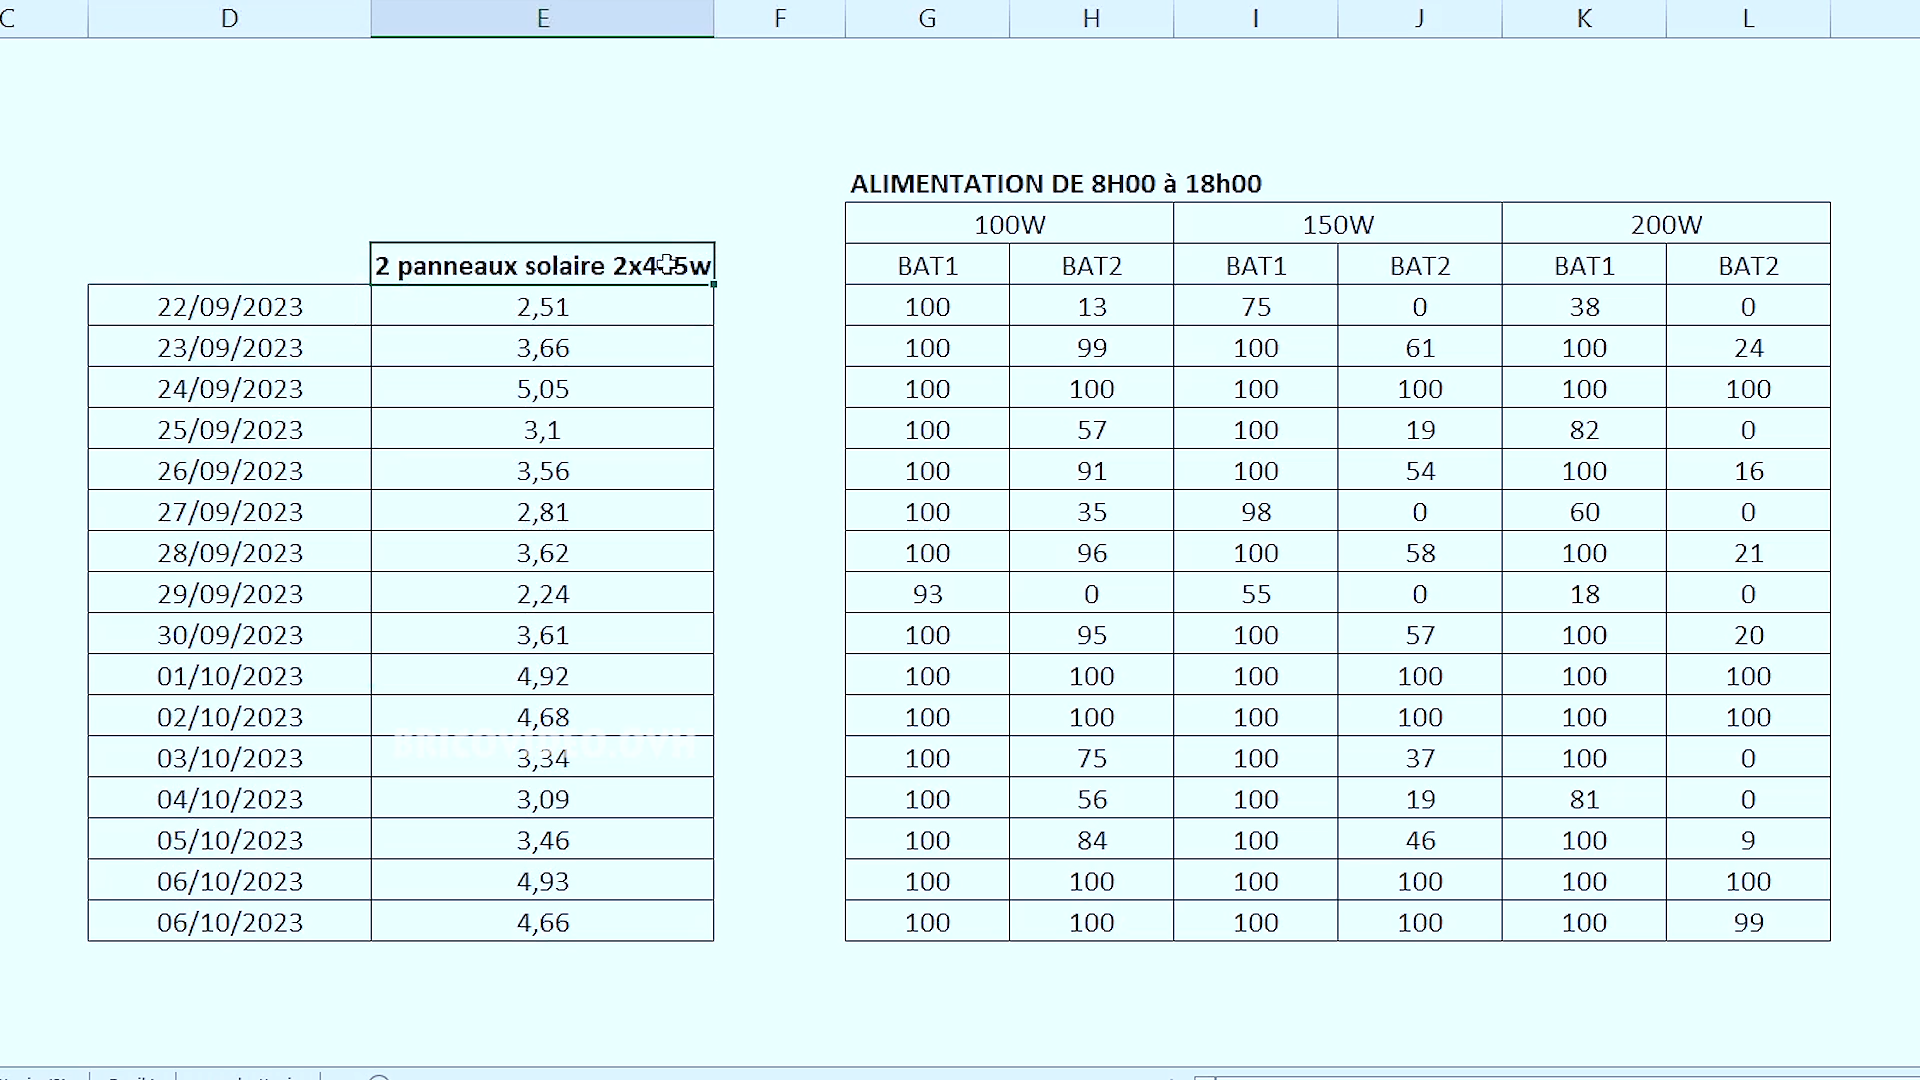 C D E F G H I J K L
ALIMENTATION DE 8H00 à 18h00
100W 150W 200W
2 panneaux solaire BAT1 BAT2 BAT1 BAT2 BAT1 BAT2
22/09/2023 2,51 100 13 75 0 38 0
23/09/2023 3,66 100 99 100 61 100 24
24/09/2023 5,05 100 100 100 100 100 100
25/09/2023 3,1 100 57 100 19 82 0
26/09/2023 3,56 100 91 100 54 100 16
27/09/2023 2,81 100 35 98 0 60 0
28/09/2023 3,62 100 96 100 58 100 21
29/09/2023 2,24 93 0 55 0 18 0
30/09/2023 3,61 100 95 100 57 100 20
01/10/2023 4,92 100 100 100 100 100 100
02/10/2023 4,68 100 100 100 100 100 100
BRICOVIDEO.OVH
03/10/2023 3,34 100 75 100 37 100 0
04/10/2023 3,09 100 56 100 19 81 0
05/10/2023 3,46 100 84 100 46 100 9
06/10/2023 4,93 100 100 100 100 100 100
06/10/2023 4,66 100 100 100 100 100 99